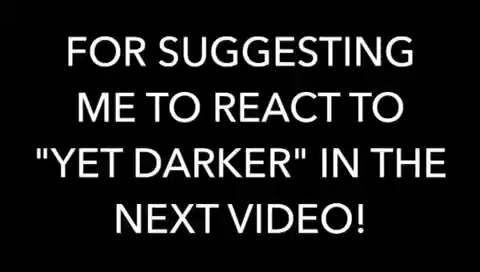 FOR SUGGESTING
ME TO REACT TO
"YET DARKER" IN THE
NEXT VIDEO!